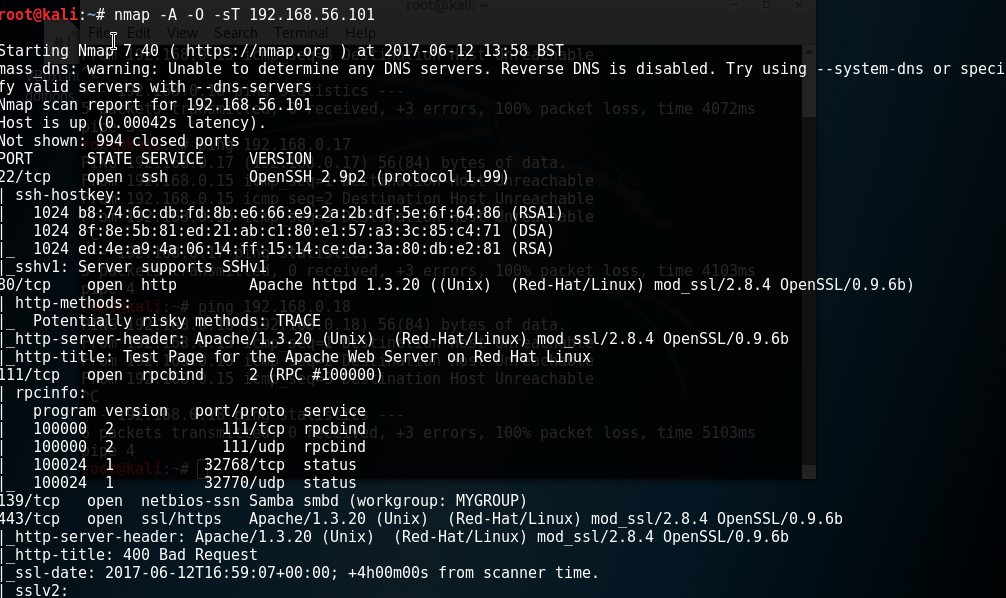 root@kali:~# nmap -A -O -sT 192.168.56.101
root@kali: ~
File Edit View Search Terminal Help
Starting Nmap 7.40 ( https://nmap.org ) at 2017-06-12 13:58 BST
mass_dns: warning: Unable to determine any DNS servers. Reverse DNS is disabled. Try using --system-dns or speci
fy valid servers with --dns-servers
Nmap scan report for 192.168.56.101
Host is up (0.00042s latency).
Not shown: 994 closed ports
PORT      STATE SERVICE     VERSION
22/tcp    open  ssh         OpenSSH 2.9p2 (protocol 1.99)
| ssh-hostkey:
|   1024 b8:74:6c:db:fd:8b:e6:66:e9:2a:2b:df:5e:6f:64:86 (RSA1)
|   1024 8f:8e:5b:81:ed:21:ab:c1:80:e1:57:a3:3c:85:c4:71 (DSA)
|_  1024 ed:4e:a9:4a:06:14:ff:15:14:ce:da:3a:80:db:e2:81 (RSA)
|_sshv1: Server supports SSHv1
80/tcp    open  http        Apache httpd 1.3.20 ((Unix)  (Red-Hat/Linux) mod_ssl/2.8.4 OpenSSL/0.9.6b)
| http-methods:
|_  Potentially risky methods: TRACE
|_http-server-header: Apache/1.3.20 (Unix)  (Red-Hat/Linux) mod_ssl/2.8.4 OpenSSL/0.9.6b
|_http-title: Test Page for the Apache Web Server on Red Hat Linux
111/tcp   open  rpcbind     2 (RPC #100000)
| rpcinfo:
|   program version   port/proto  service
|   100000  2            111/tcp  rpcbind
|   100000  2            111/udp  rpcbind
|   100024  1          32768/tcp  status
|_  100024  1          32770/udp  status
139/tcp   open  netbios-ssn Samba smbd (workgroup: MYGROUP)
443/tcp   open  ssl/https   Apache/1.3.20 (Unix)  (Red-Hat/Linux) mod_ssl/2.8.4 OpenSSL/0.9.6b
|_http-server-header: Apache/1.3.20 (Unix)  (Red-Hat/Linux) mod_ssl/2.8.4 OpenSSL/0.9.6b
|_http-title: 400 Bad Request
|_ssl-date: 2017-06-12T16:59:07+00:00; +4h00m00s from scanner time.
| sslv2: